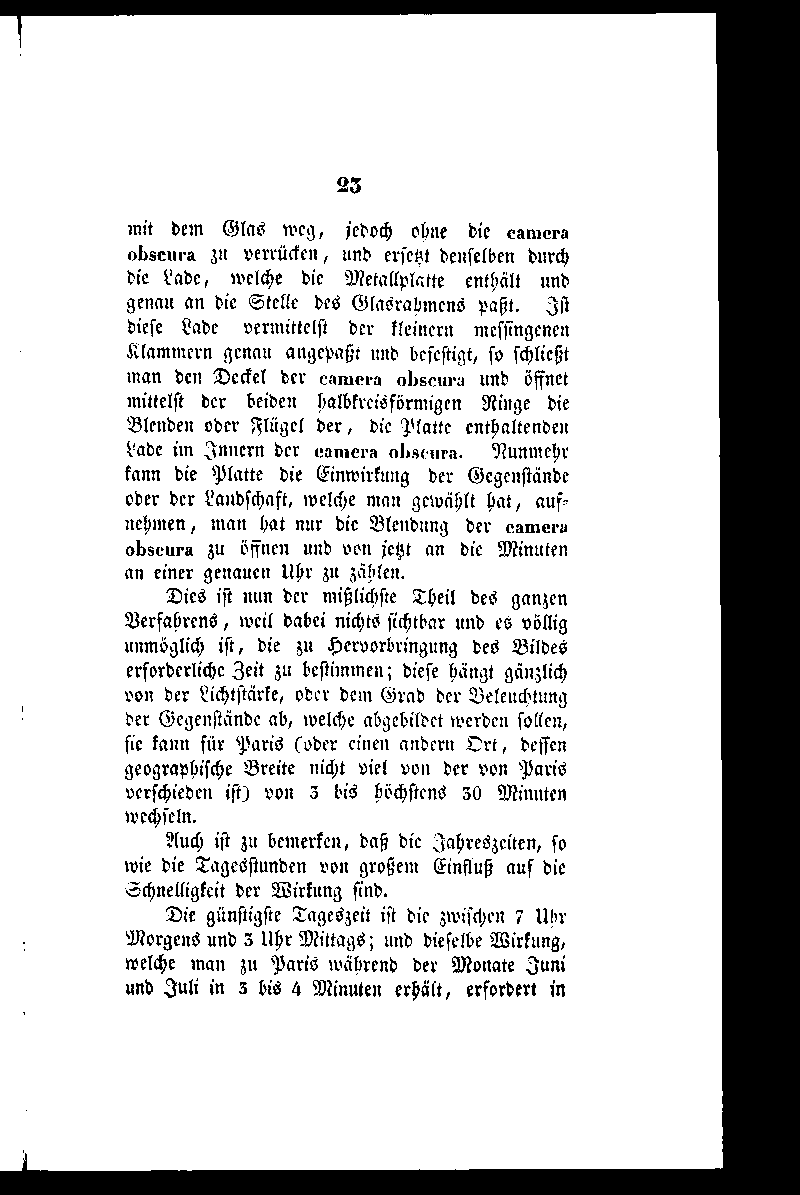 23
mit dem Glas weg, jedoch ohne die camera
obscura zu verrücken, und ersetzt denselben durch
die Lade, welche die Metallplatte enthält und
genau an die Stelle des Glasrahmens paßt. Ist
diese Lade vermittelst der kleinern messingenen
Klammern genau angepaßt und befestigt, so schließt
man den Deckel der camera obscura und öffnet
mittelst der beiden halbkreisförmigen Ringe die
Blenden oder Flügel der, die Platte enthaltenden
Lade im Innern der camera obscura. Nunmehr
kann die Platte die Einwirkung der Gegenstände
oder der Landschaft, welche man gewählt hat, auf-
nehmen, man hat nur die Blendung der camera
obscura zu öffnen und von jetzt an die Minuten
an einer genauen Uhr zu zählen.
Dies ist nun der mißlichste Theil des ganzen
Verfahrens, weil dabei nichts sichtbar und es völlig
unmöglich ist, die zu Hervorbringung des Bildes
erforderliche Zeit zu bestimmen; diese hängt gänzlich
von der Lichtstärke, oder dem Grad der Beleuchtung
der Gegenstände ab, welche abgebildet werden sollen,
sie kann für Paris (oder einen andern Ort, dessen
geographische Breite nicht viel von der von Paris
verschieden ist) von 3 bis höchstens 30 Minuten
wechseln.
Auch ist zu bemerken, daß die Jahreszeiten, so
wie die Tagesstunden von großem Einfluß auf die
Schnelligkeit der Wirkung sind.
Die günstigste Tageszeit ist die zwischen 7 Uhr
Morgens und 3 Uhr Mittags; und dieselbe Wirkung,
welche man zu Paris während der Monate Juni
und Juli in 3 bis 4 Minuten erhält, erfordert in